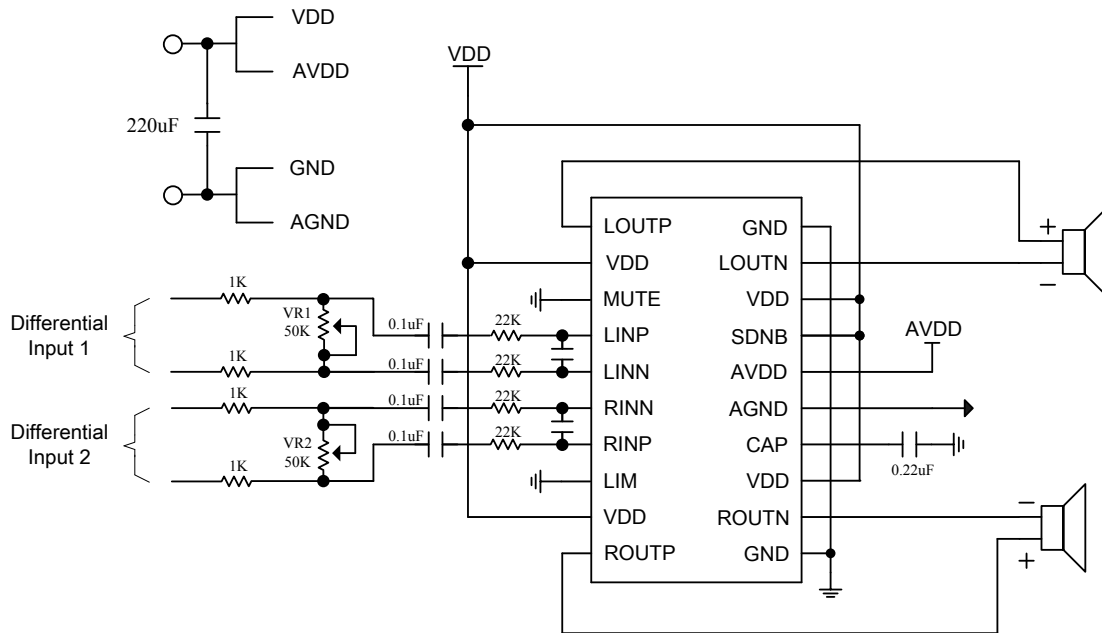 VDD
AVDD
220uF
GND
AGND
VDD
LOUTP
VDD
MUTE
LINP
LINN
RINN
RINP
LIM
VDD
ROUTP
GND
LOUTN
VDD
SDNB
AVDD
AGND
CAP
VDD
ROUTN
GND
+
−
AVDD
0.22uF
−
+
Differential
Input 1
1K
VR1
50K
1K
0.1uF
22K
0.1uF
22K
Differential
Input 2
1K
VR2
50K
1K
0.1uF
22K
0.1uF
22K